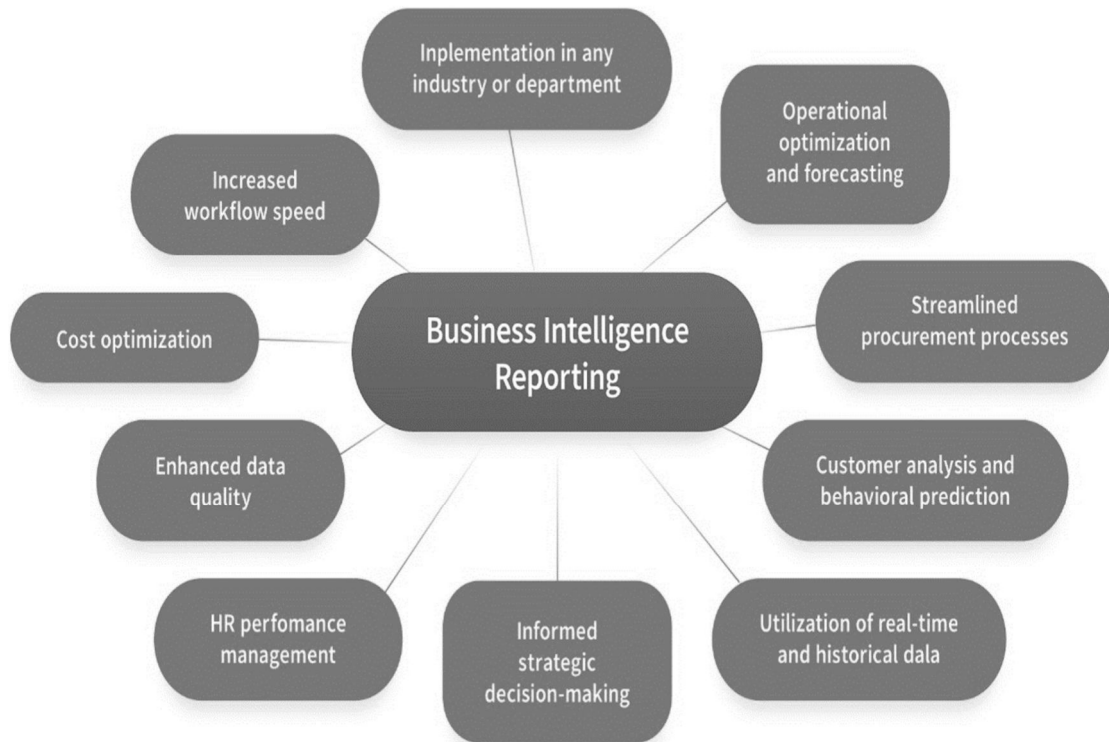 Inplementation in any
industry or department
Operational
optimization
and forecasting
Increased
workflow speed
Business Intelligence
Reporting
Streamlined
procurement processes
Cost optimization
Enhanced data
quality
Customer analysis and
behavioral prediction
HR perfomance
management
Informed
strategic
decision-making
Utilization of real-time
and historical dala